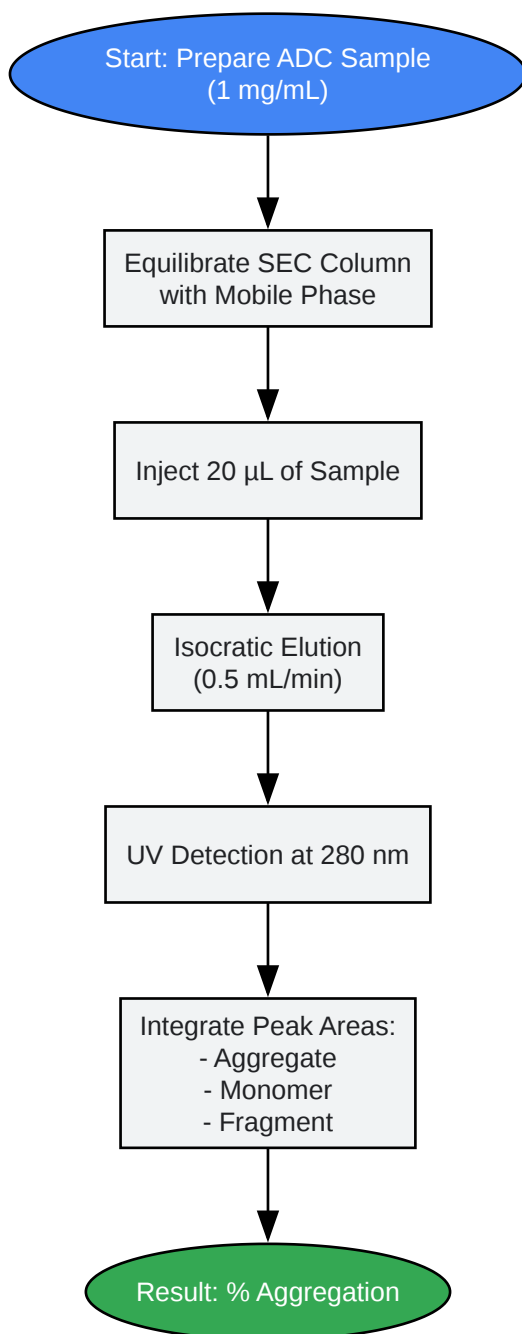 Start: Prepare ADC Sample
(1 mg/mL)
Equilibrate SEC Column
with Mobile Phase
Inject 20 µL of Sample
Isocratic Elution
(0.5 mL/min)
UV Detection at 280 nm
Integrate Peak Areas:
- Aggregate
- Monomer
- Fragment
Result: % Aggregation